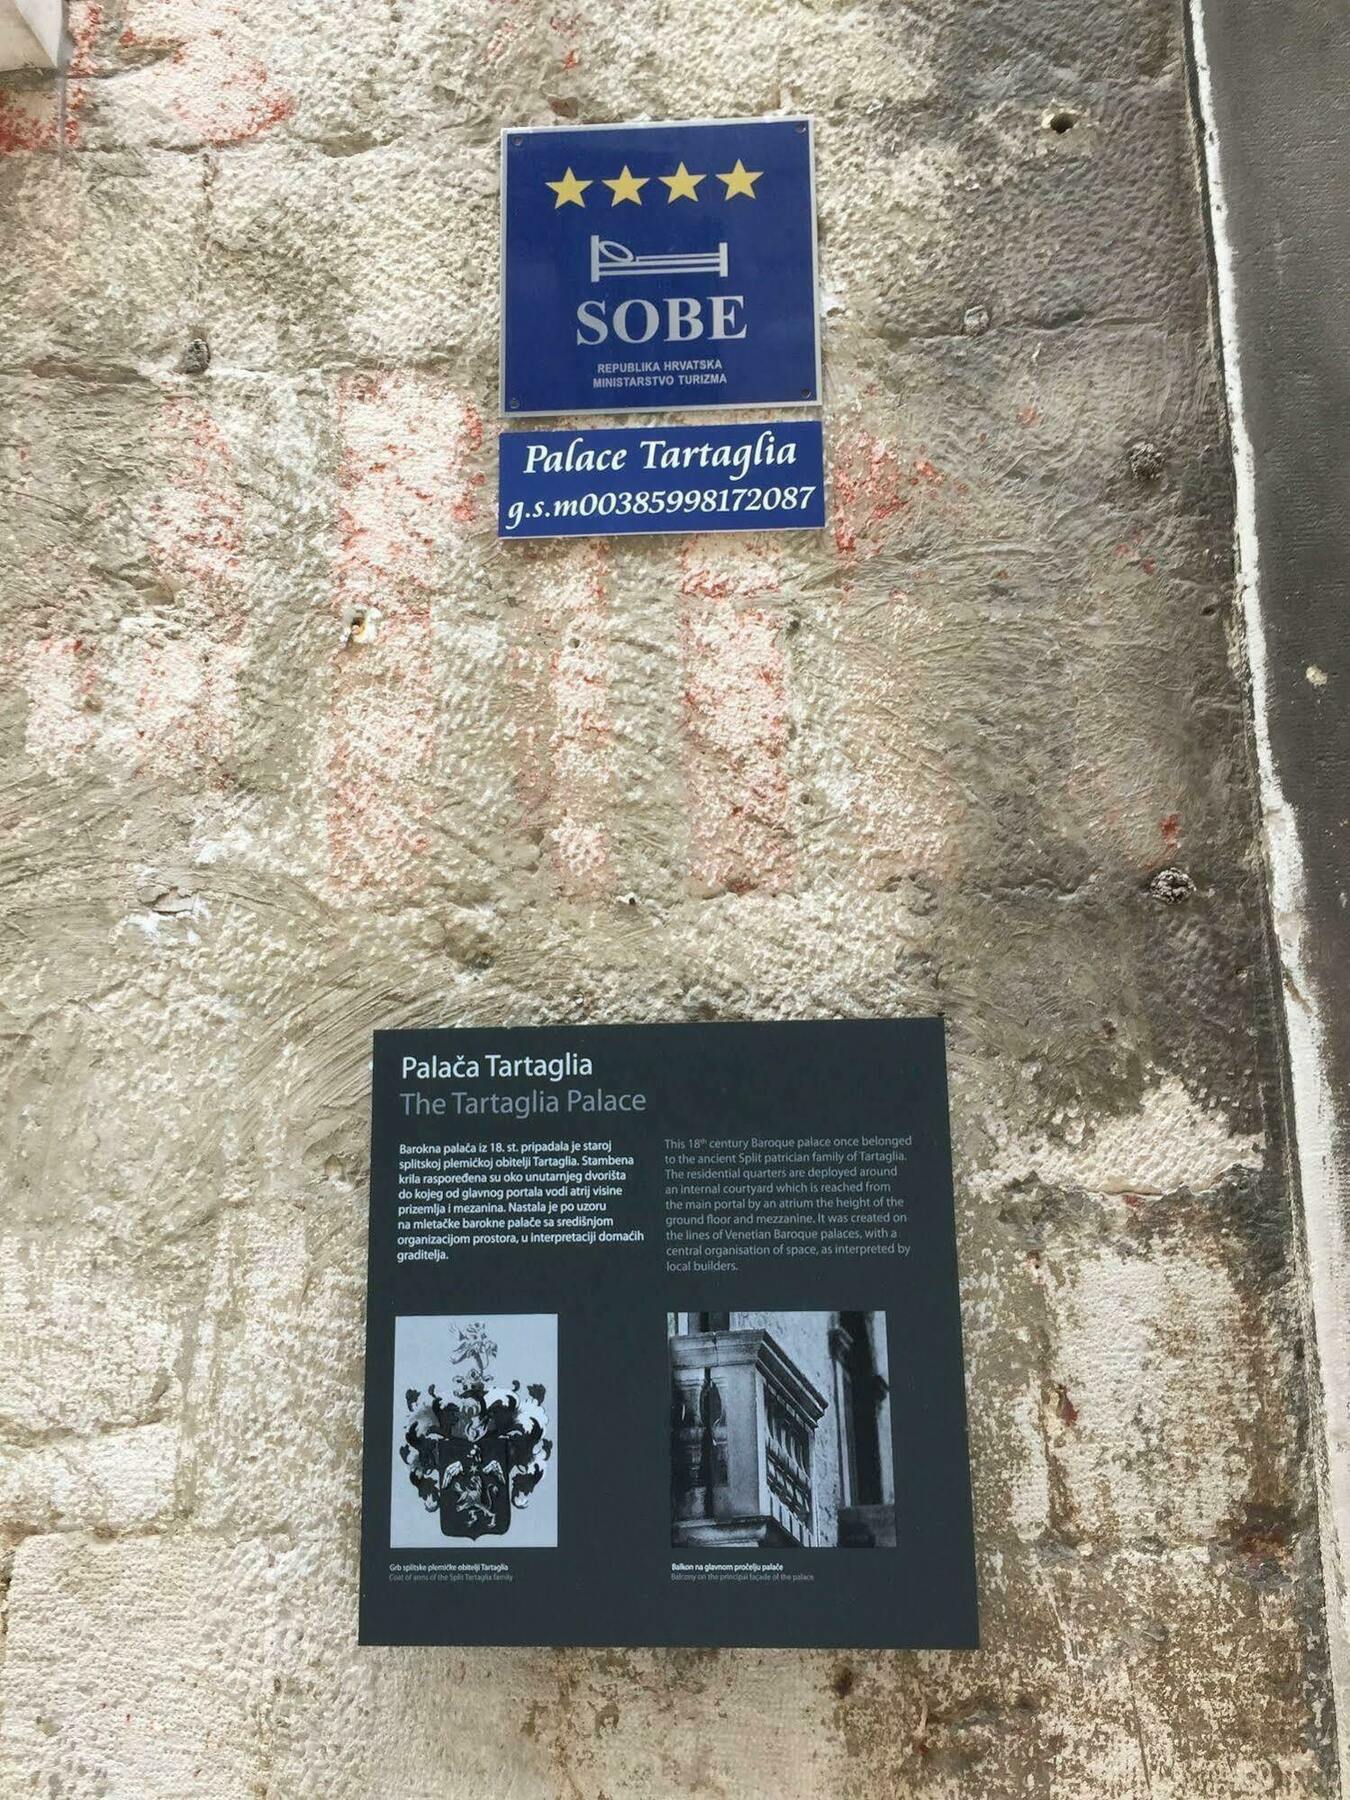 SOBE
REPUBLIKA HRVATSKA
MINISTARSTVO TURIZMA
Palace Tartaglia
g.s.m00385998172087
Palača Tartaglia
The Tartaglia Palace
Barokna palača iz 18. st. pripadala je staroj
splitskoj plemićkoj obitelji Tartaglia. Stambena
krila raspoređena su oko unutarnjeg dvorišta
do kojeg od glavnog portala vodi atrij visine
prizemlja i mezanina. Nastala je po uzoru
na mletačke barokne palače sa središnjom
organizacijom prostora, u interpretaciji domaćih
graditelja.
This 18th century Baroque palace once belonged
to the ancient Split patrician family of Tartaglia.
The residential quarters are deployed around
an internal courtyard which is reached from
the main portal by an atrium the height of the
ground floor and mezzanine. It was created on
the lines of Venetian Baroque palaces, with a
central organisation of space, as interpreted by
local builders.
Grb splitske plemićke obitelji Tartaglia
Coat of arms of the Split Tartaglia family
Balkon na glavnom pročelju palače
Balcony on the principal façade of the palace